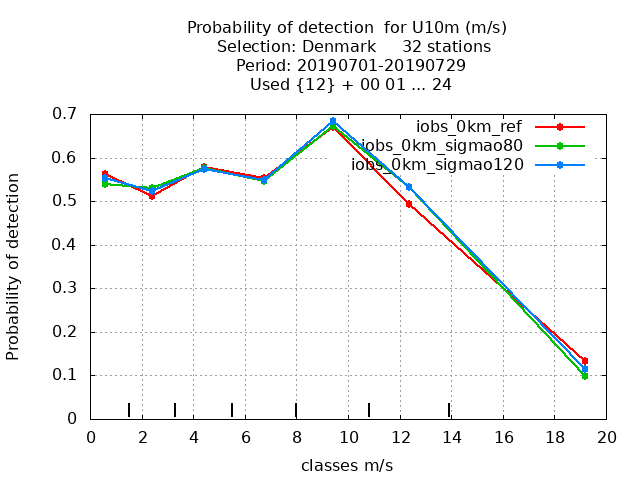 Probability of detection  for U10m (m/s)
Selection: Denmark     32 stations
Period: 20190701-20190729
Used {12} + 00 01 ... 24
0.7
0.6
0.5
0.4
0.3
0.2
0.1
0
Probability of detection
iobs_0km_ref
iobs_0km_sigmao80
iobs_0km_sigmao120
0 2 4 6 8 10 12 14 16 18 20
classes m/s